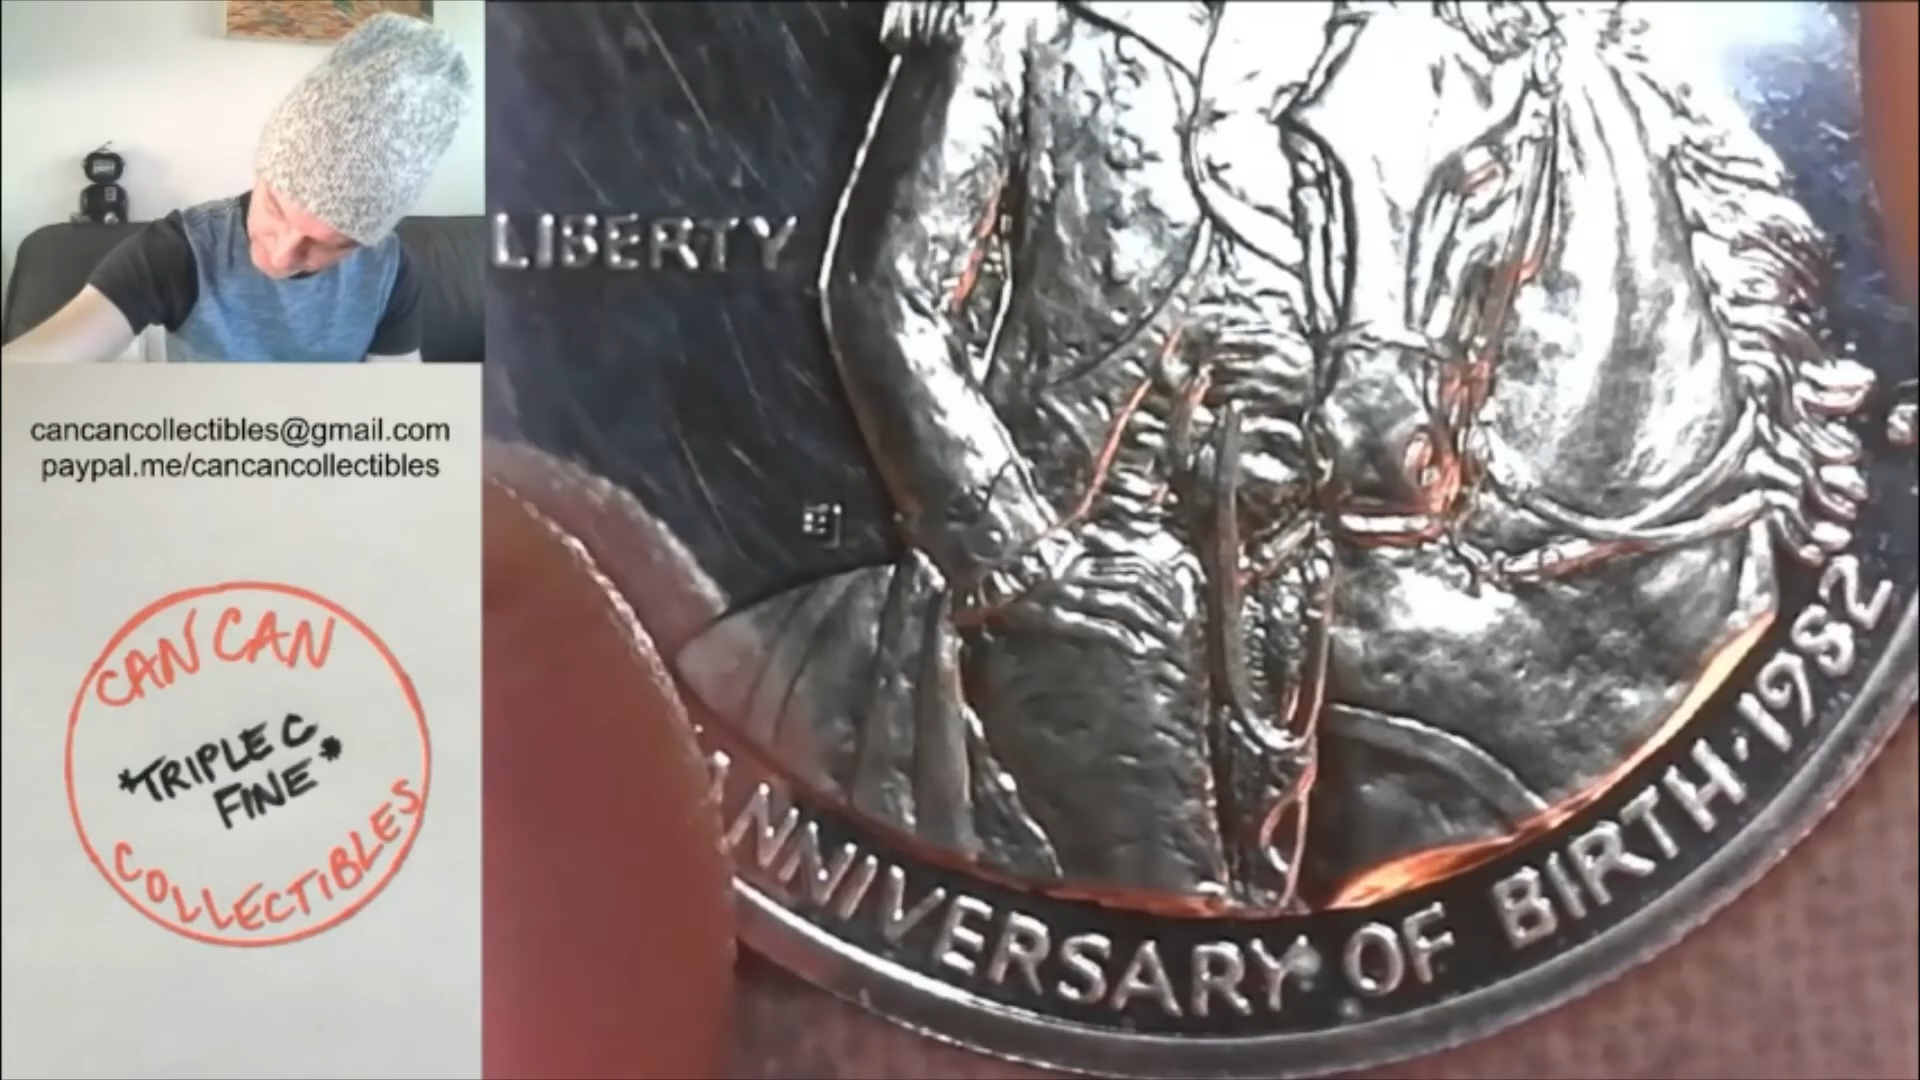 LIBERTY
cancancollectibles@gmail.com
paypal.me/cancancollectibles
CAN CAN
*TRIPLE C
FINE*
COLLECTIBLES
ANNIVERSARY OF BIRTH·1982